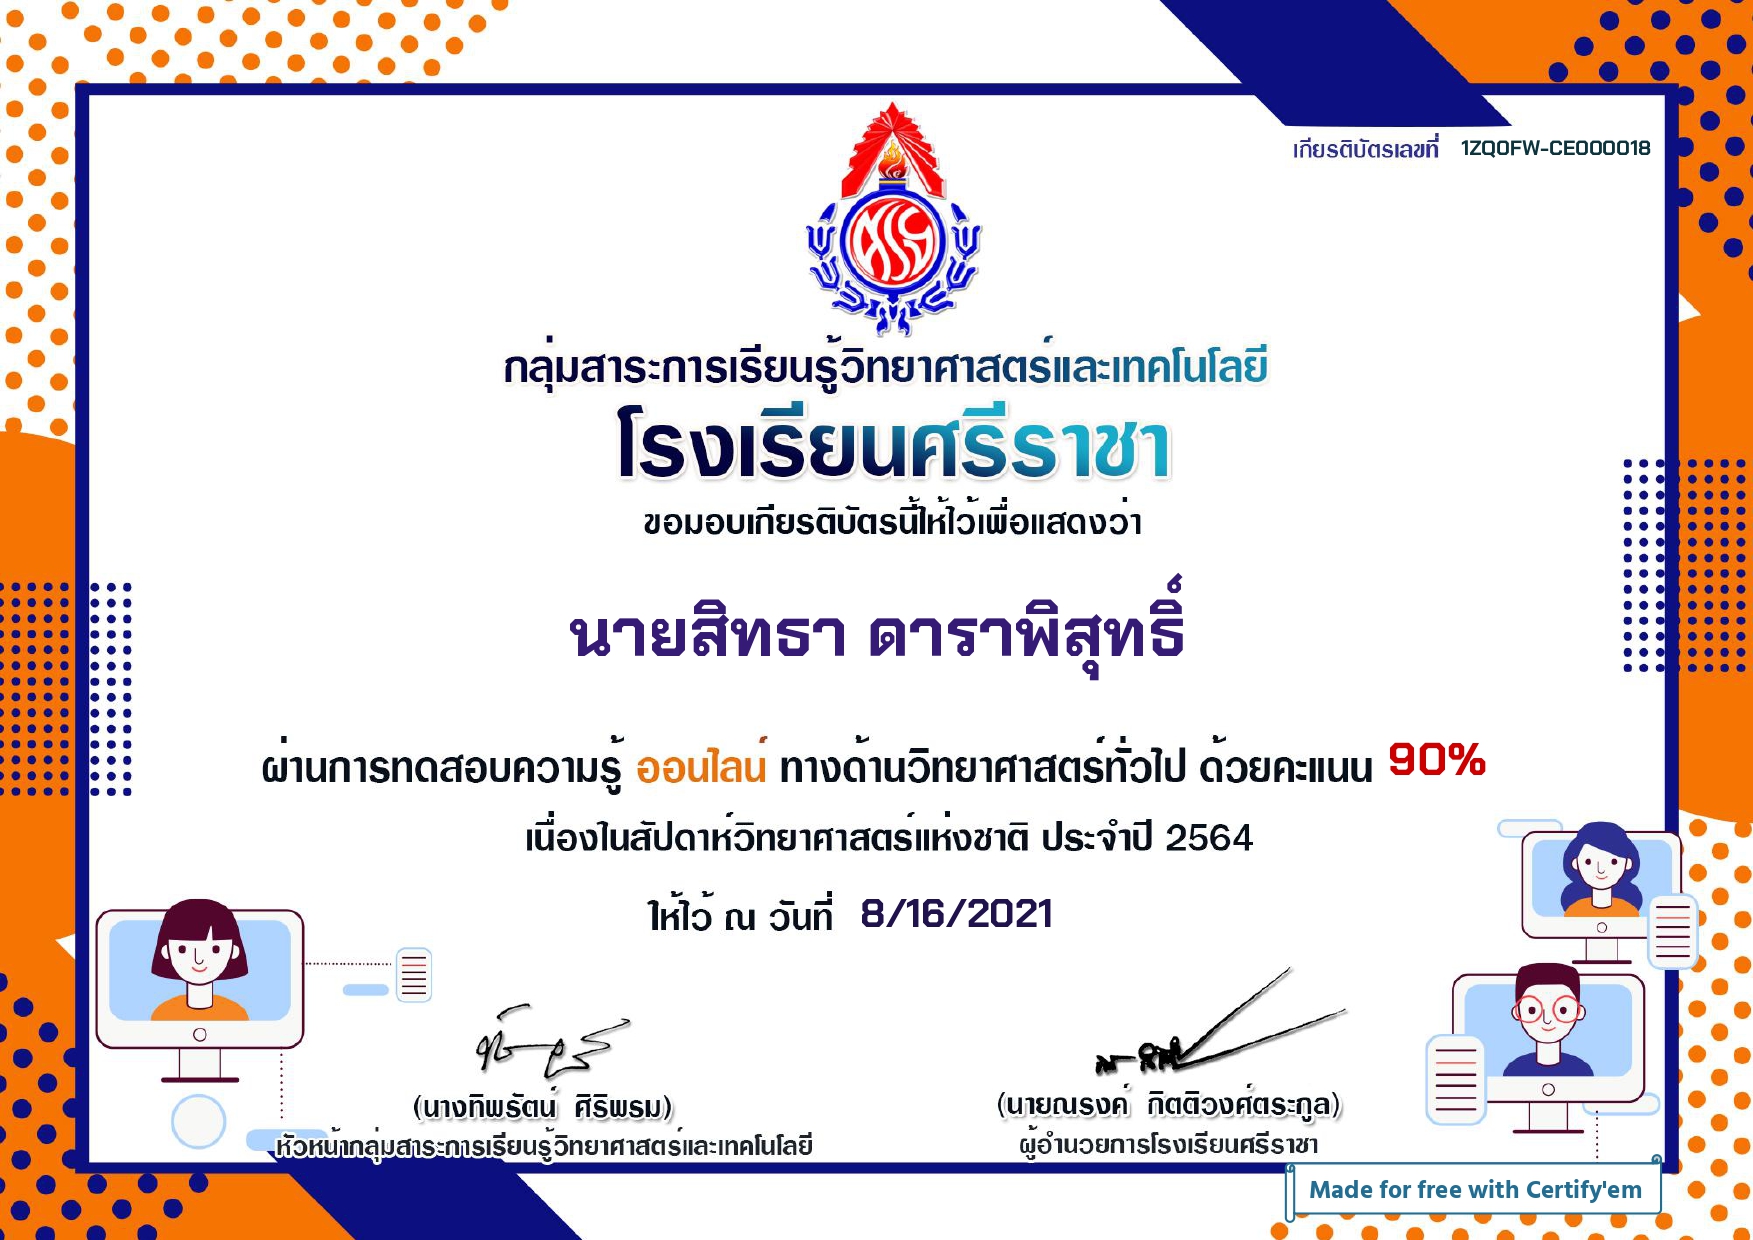 เกียรติบัตรเลขที่ 1ZQ0FW-CE000018
กลุ่มสาระการเรียนรู้วิทยาศาสตร์และเทคโนโลยี
โรงเรียนศรีราชา
ขอมอบเกียรติบัตรนี้ให้ไว้เพื่อแสดงว่า
นายสิทธา ดาราพิสุทธิ์
ผ่านการทดสอบความรู้ ออนไลน์ ทางด้านวิทยาศาสตร์ทั่วไป ด้วยคะแนน 90%
เนื่องในสัปดาห์วิทยาศาสตร์แห่งชาติ ประจำปี 2564
ให้ไว้ ณ วันที่ 8/16/2021
(นางทิพรัตน์ ศิริพรม)
หัวหน้ากลุ่มสาระการเรียนรู้วิทยาศาสตร์และเทคโนโลยี
(นายณรงค์ กิตติวงศ์ตระกูล)
ผู้อำนวยการโรงเรียนศรีราชา
Made for free with Certify'em